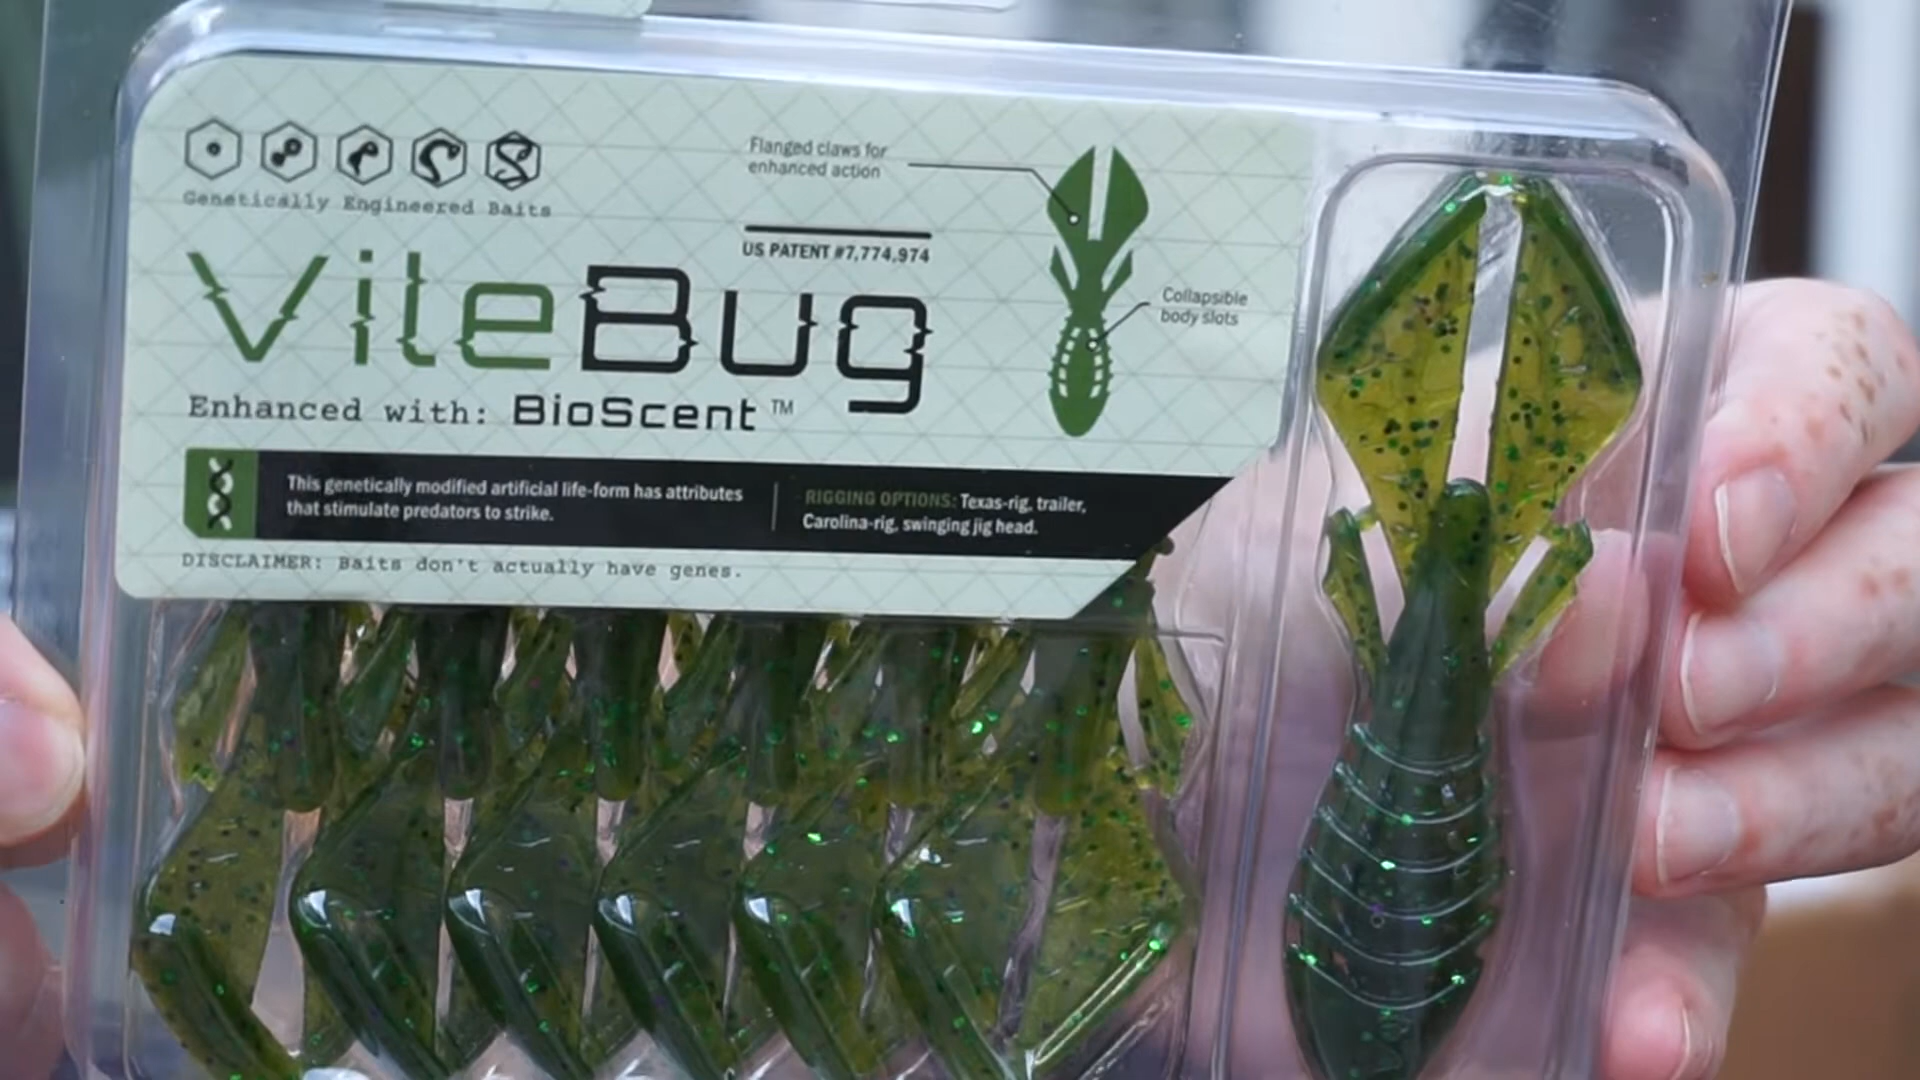 Genetically Engineered Baits
Flanged claws for
enhanced action
US PATENT #7,774,974
VileBug
Collapsible
body slots
Enhanced with: BioScent™
This genetically modified artificial life-form has attributes
that stimulate predators to strike.
RIGGING OPTIONS: Texas-rig, trailer,
Carolina-rig, swinging jig head.
DISCLAIMER: Baits don't actually have genes.